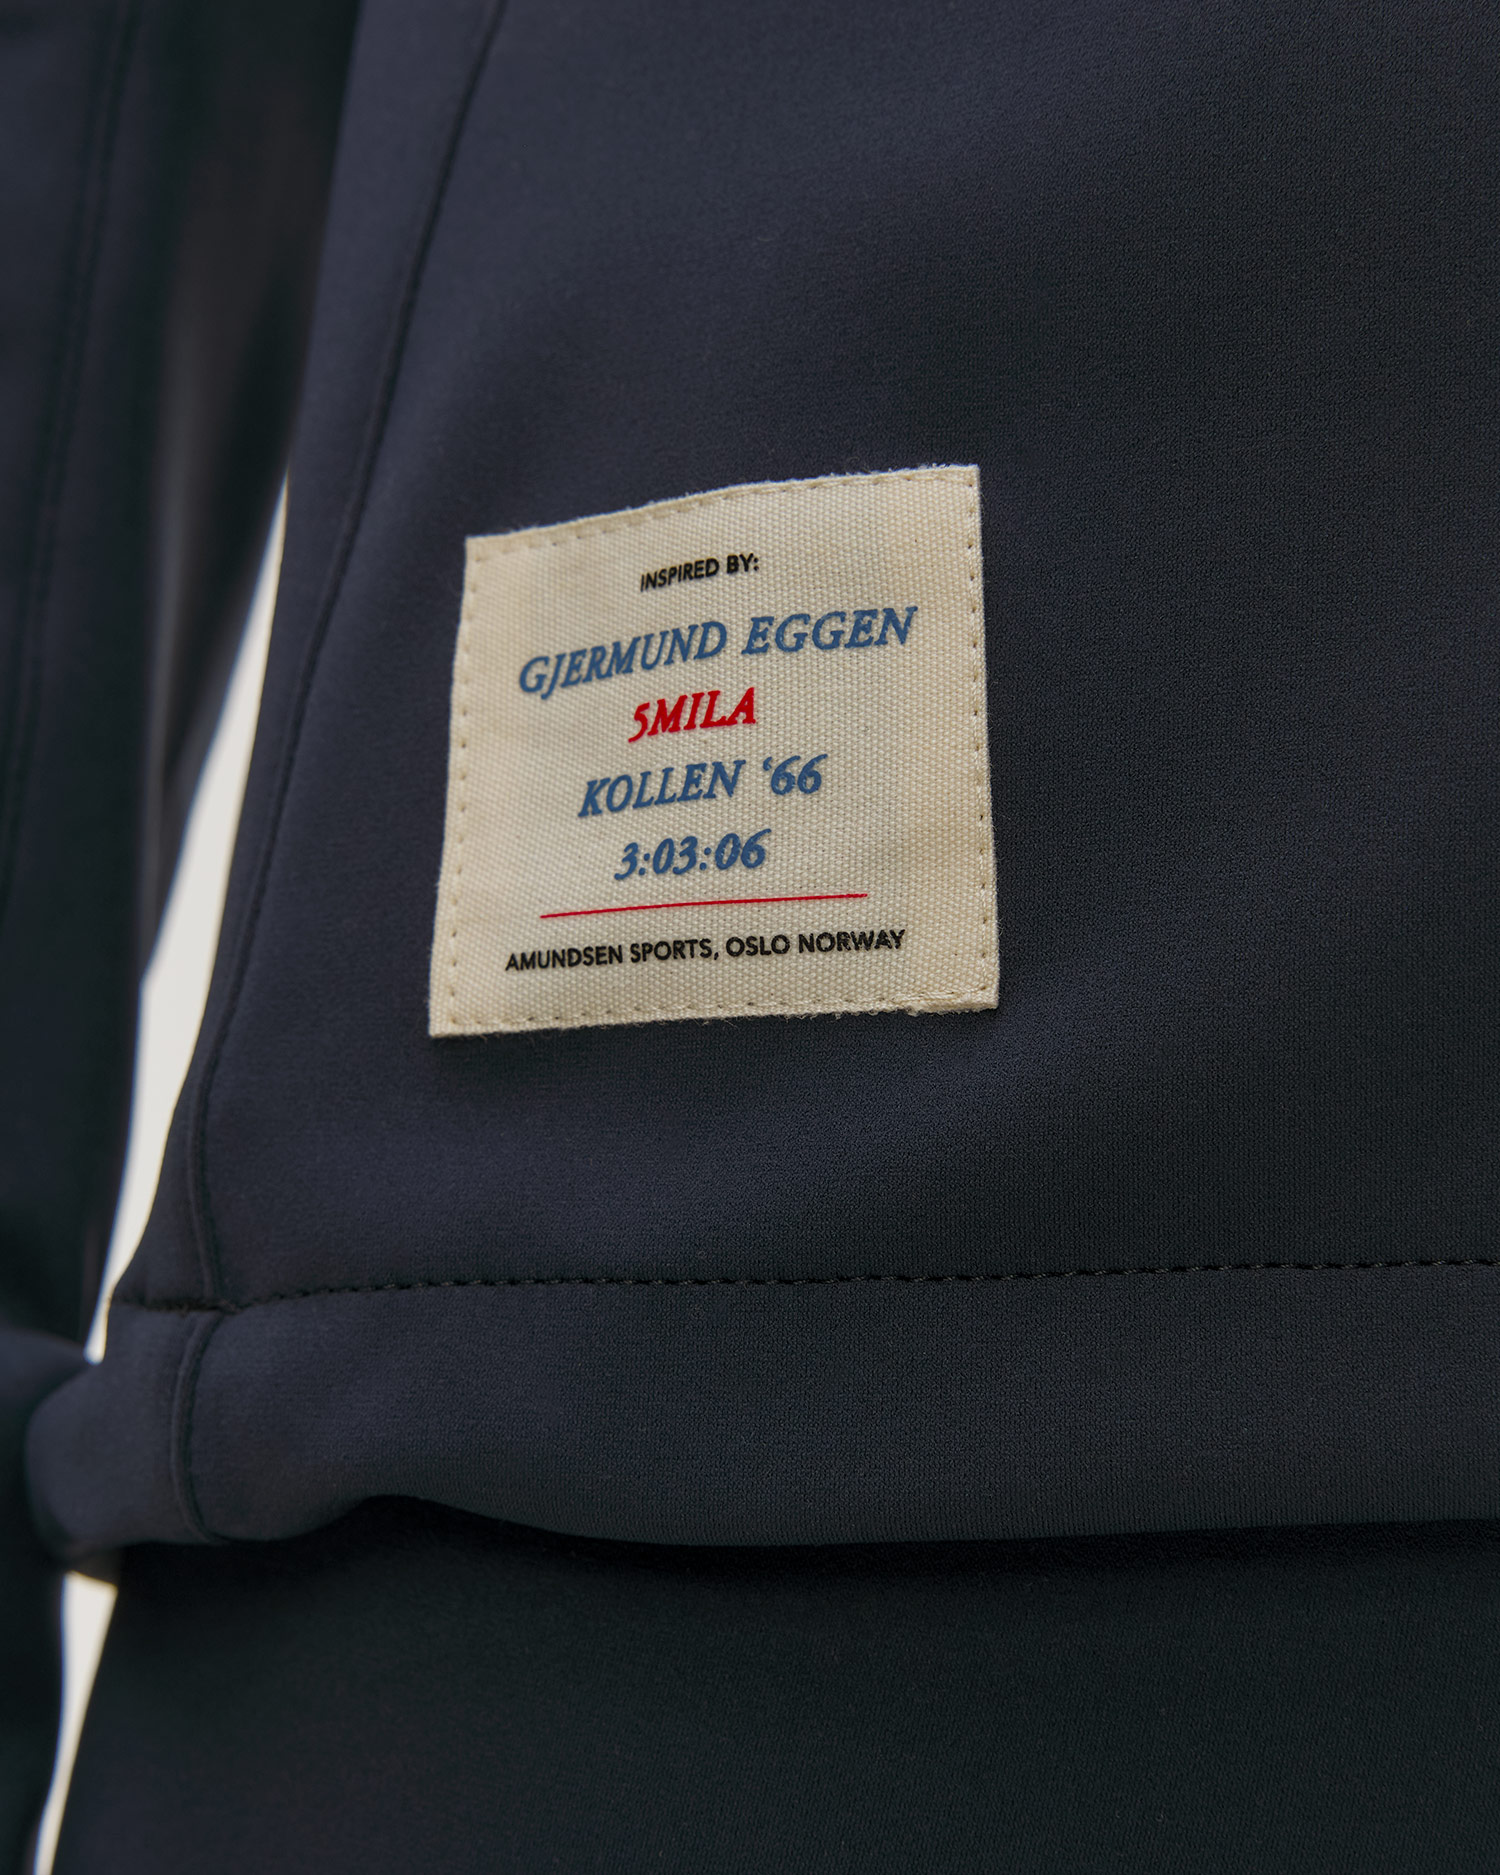 INSPIRED BY:
GJERMUND EGGEN
5MILA
KOLLEN ‘66
3:03:06
AMUNDSEN SPORTS, OSLO NORWAY